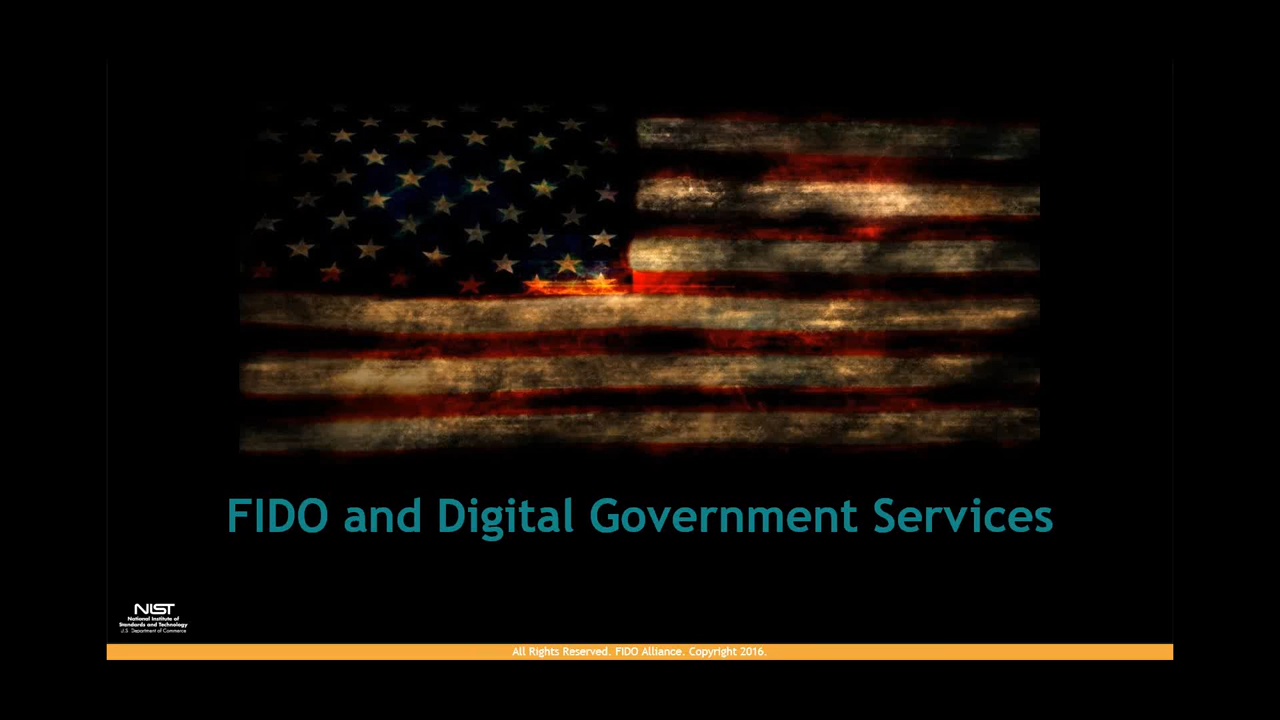 FIDO and Digital Government Services
NIST
National Institute of
Standards and Technology
U.S. Department of Commerce
All Rights Reserved. FIDO Alliance. Copyright 2016.